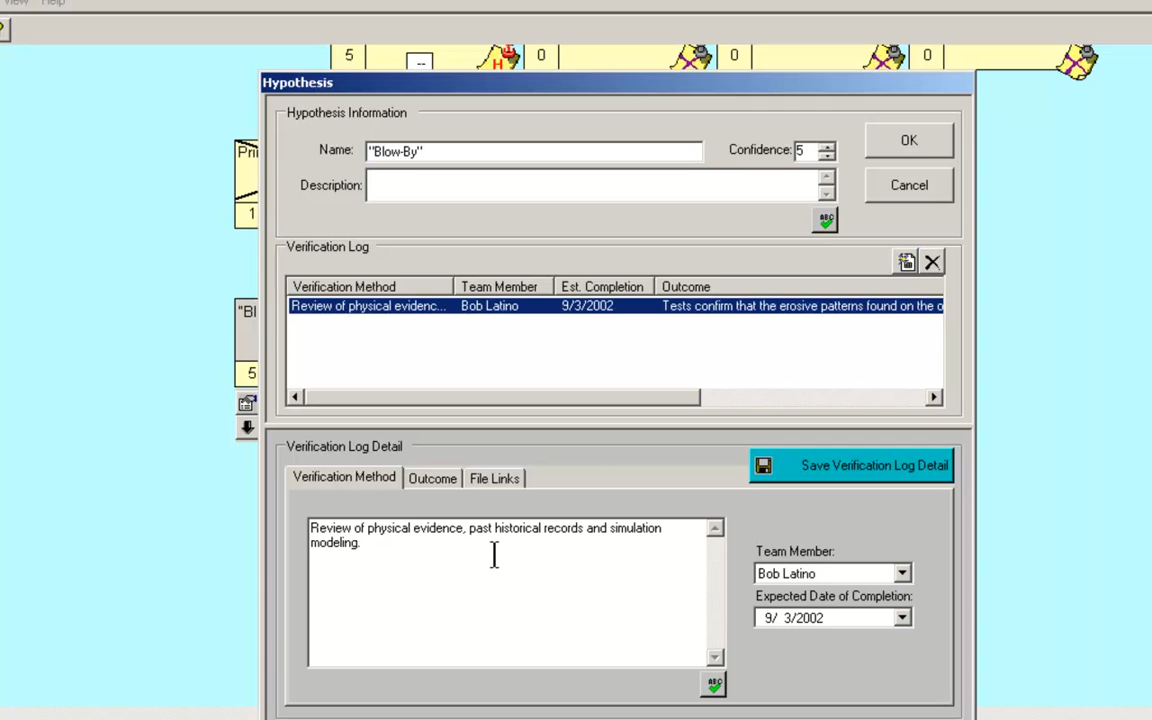 View Help
?
5
--
H
0
0
0
Hypothesis
Hypothesis Information
Name: "Blow-By" Confidence: 5 OK
Description: Cancel
ABC
Pri
1
Verification Log
Verification Method Team Member Est. Completion Outcome
Review of physical evidenc... Bob Latino 9/3/2002 Tests confirm that the erosive patterns found on the o
"Bl
5
Verification Log Detail
Save Verification Log Detail
Verification Method Outcome File Links
Review of physical evidence, past historical records and simulation
modeling.
Team Member:
Bob Latino
Expected Date of Completion:
9/ 3/2002
ABC